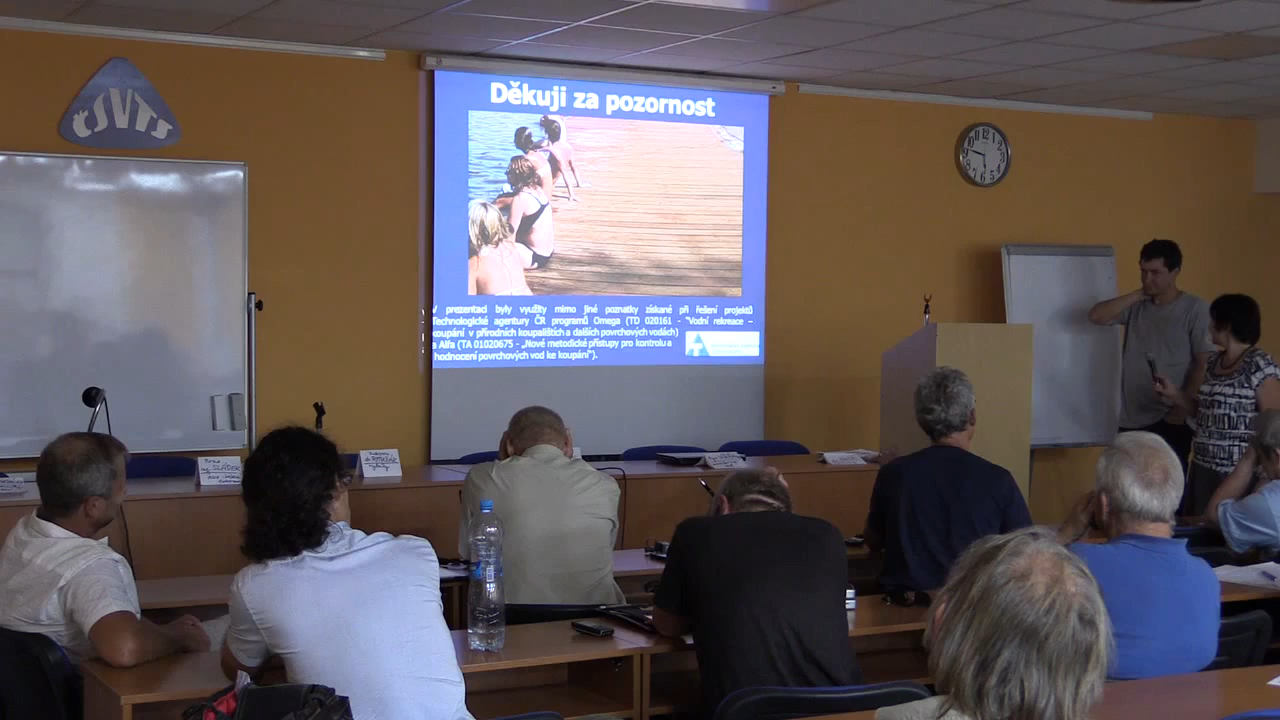 ČSVTS
Děkuji za pozornost
V prezentaci byly využity mimo jiné poznatky získané při řešení projektů
Technologické agentury ČR programů Omega (TD 020161 - "Vodní rekreace –
koupání v přírodních koupalištích a dalších povrchových vodách)
a Alfa (TA 01020675 - „Nové metodické přístupy pro kontrolu a
hodnocení povrchových vod ke koupání").
SLÁDEK